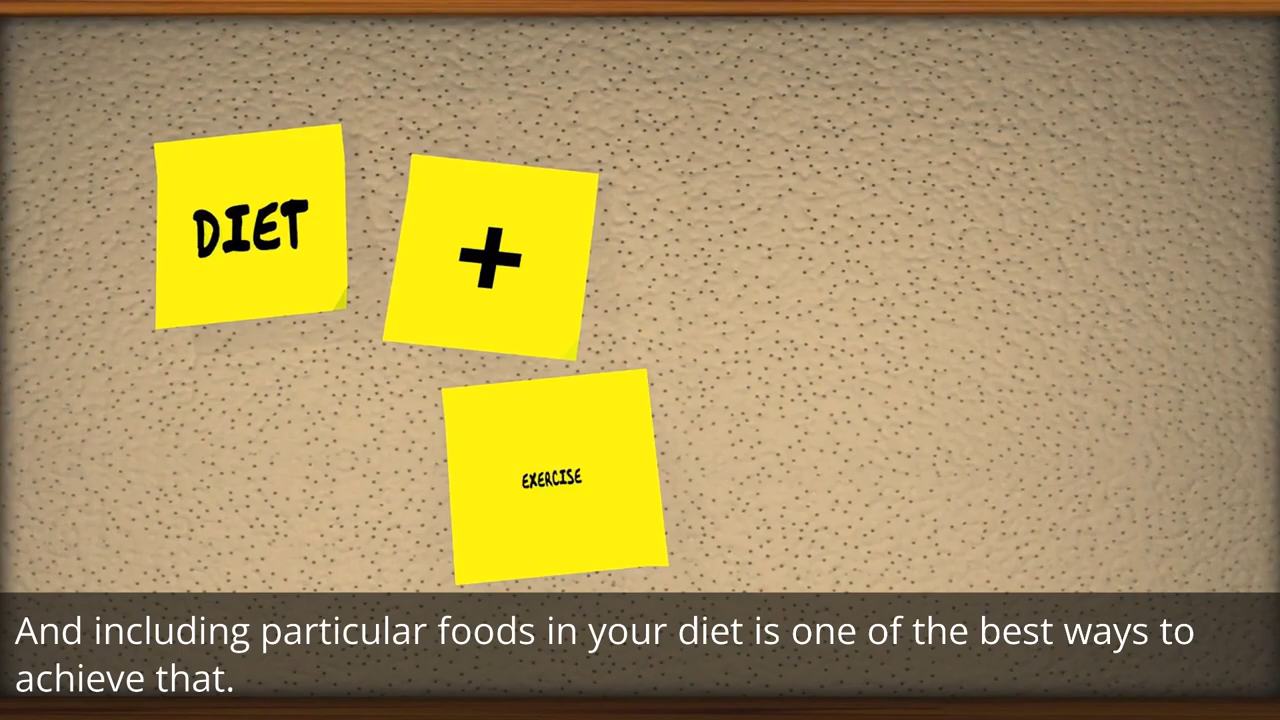 DIET
+
EXERCISE
And including particular foods in your diet is one of the best ways to
achieve that.